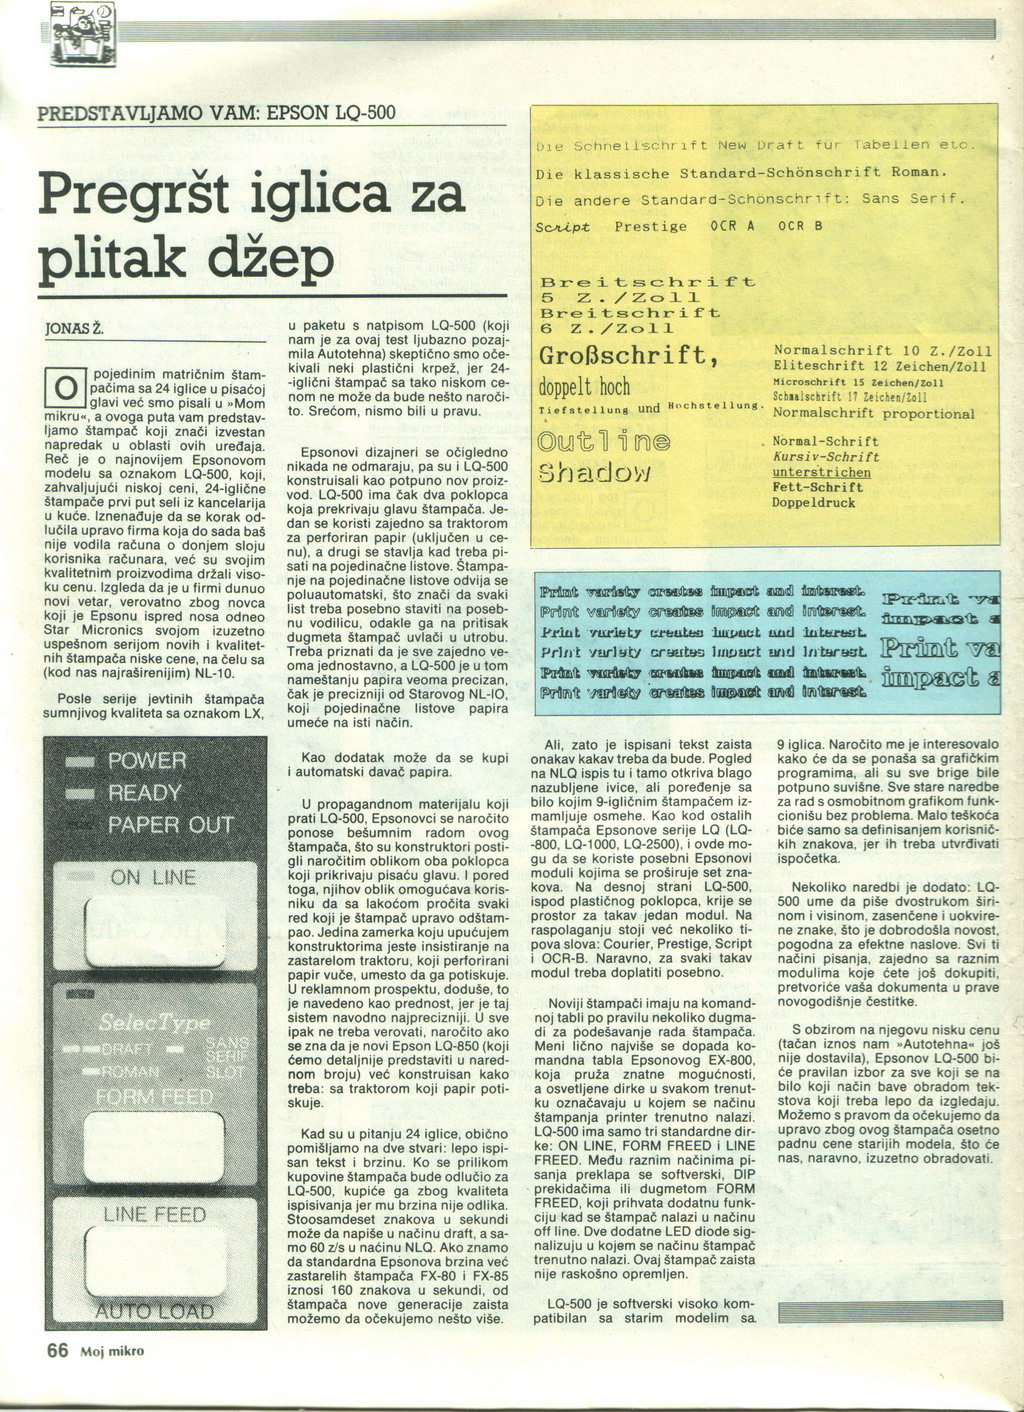 PREDSTAVLJAMO VAM: EPSON LQ-500
Pregršt iglica za
plitak džep
JONAS Ž.
O pojedinim matričnim štam-
pačima sa 24 iglice u pisaćoj
glavi već smo pisali u »Mom
mikru«, a ovoga puta vam predstav-
ljamo štampač koji znači izvestan
napredak u oblasti ovih uređaja.
Reč je o najnovijem Epsonovom
modelu sa oznakom LQ-500, koji,
zahvaljujući niskoj ceni, 24-iglične
štampače prvi put seli iz kancelarija
u kuće. Iznenađuje da se korak od-
lučila upravo firma koja do sada baš
nije vodila računa o donjem sloju
korisnika računara, već su svojim
kvalitetnim proizvodima držali viso-
ku cenu. Izgleda da je u firmi dunuo
novi vetar, verovatno zbog novca
koji je Epsonu ispred nosa odneo
Star Micronics svojom izuzetno
uspešnom serijom novih i kvalitet-
nih štampača niske cene, na čelu sa
(kod nas najraširenijim) NL-10.
Posle serije jevtinih štampača
sumnjivog kvaliteta sa oznakom LX,
POWER
READY
PAPER OUT
ON LINE
SelecType
DRAFT
SANS
SERIF
ROMAN
SLOT
FORM FEED
LINE FEED
AUTO LOAD
u paketu s natpisom LQ-500 (koji
nam je za ovaj test ljubazno pozaj-
mila Autotehna) skeptično smo oče-
kivali neki plastični krpež, jer 24-
-iglični štampač sa tako niskom ce-
nom ne može da bude nešto naroči-
to. Srećom, nismo bili u pravu.
Epsonovi dizajneri se očigledno
nikada ne odmaraju, pa su i LQ-500
konstruisali kao potpuno nov proiz-
vod. LQ-500 ima čak dva poklopca
koja prekrivaju glavu štampača. Je-
dan se koristi zajedno sa traktorom
za perforiran papir (uključen u ce-
nu), a drugi se stavlja kad treba pi-
sati na pojedinačne listove. Štampa-
nje na pojedinačne listove odvija se
poluautomatski, što znači da svaki
list treba posebno staviti na poseb-
nu vodilicu, odakle ga na pritisak
dugmeta štampač uvlači u utrobu.
Treba priznati da je sve zajedno ve-
oma jednostavno, a LQ-500 je u tom
nameštanju papira veoma precizan,
čak je precizniji od Starovog NL-IO,
koji pojedinačne listove papira
umeće na isti način.
Kao dodatak može da se kupi
i automatski davač papira.
U propagandnom materijalu koji
prati LQ-500, Epsonovci se naročito
ponose bešumnim radom ovog
štampača, što su konstruktori posti-
gli naročitim oblikom oba poklopca
koji prikrivaju pisaću glavu. I pored
toga, njihov oblik omogućava koris-
niku da sa lakoćom pročita svaki
red koji je štampač upravo odštam-
pao. Jedina zamerka koju upućujem
konstruktorima jeste insistiranje na
zastarelom traktoru, koji perforirani
papir vuče, umesto da ga potiskuje.
U reklamnom prospektu, doduše, to
je navedeno kao prednost, jer je taj
sistem navodno najprecizniji. U sve
ipak ne treba verovati, naročito ako
se zna da je novi Epson LQ-850 (koji
ćemo detaljnije predstaviti u nared-
nom broju) već konstruisan kako
treba: sa traktorom koji papir poti-
skuje.
Kad su u pitanju 24 iglice, obično
pomišljamo na dve stvari: lepo ispi-
san tekst i brzinu. Ko se prilikom
kupovine štampača bude odlučio za
LQ-500, kupiće ga zbog kvaliteta
ispisivanja jer mu brzina nije odlika.
Stoosamdeset znakova u sekundi
može da napiše u načinu draft, a sa-
mo 60 z/s u naćinu NLQ. Ako znamo
da standardna Epsonova brzina već
zastarelih štampača FX-80 i FX-85
iznosi 160 znakova u sekundi, od
štampača nove generacije zaista
možemo da očekujemo nešto više.
Die Schnellschrift New Draft für Tabellen etc.
Die klassische Standard-Schönschrift Roman.
Die andere Standard-Schönschrift: Sans Serif.
Script Prestige OCR A OCR B
Breitschrift
5 Z./Zoll
Breitschrift
6 Z./Zoll
Großschrift,
doppelt hoch
Tiefstellung und Hochstellung.
Outline
Shadow
Normalschrift 10 Z./Zoll
Eliteschrift 12 Zeichen/Zoll
Microschrift 15 Zeichen/Zoll
Schmalschrift 17 Zeichen/Zoll
Normalschrift proportional
Normal-Schrift
Kursiv-Schrift
unterstrichen
Fett-Schrift
Doppeldruck
Print variety creates impact and interest.
Print variety creates impact and interest.
Print variety creates impact and interest.
Print variety creates impact and interest.
Print variety creates impact and interest.
Print variety creates impact and interest.
Print va
impact a
Print va
impact a
Ali, zato je ispisani tekst zaista
onakav kakav treba da bude. Pogled
na NLQ ispis tu i tamo otkriva blago
nazubljene ivice, ali poređenje sa
bilo kojim 9-igličnim štampačem iz-
mamljuje osmehe. Kao kod ostalih
štampača Epsonove serije LQ (LQ-
-800, LQ-1000, LQ-2500), i ovde mo-
gu da se koriste posebni Epsonovi
moduli kojima se proširuje set zna-
kova. Na desnoj strani LQ-500,
ispod plastičnog poklopca, krije se
prostor za takav jedan modul. Na
raspolaganju stoji već nekoliko ti-
pova slova: Courier, Prestige, Script
i OCR-B. Naravno, za svaki takav
modul treba doplatiti posebno.
Noviji štampači imaju na komand-
noj tabli po pravilu nekoliko dugma-
di za podešavanje rada štampača.
Meni lično najviše se dopada ko-
mandna tabla Epsonovog EX-800,
koja pruža znatne mogućnosti,
a osvetljene dirke u svakom trenut-
ku označavaju u kojem se načinu
štampanja printer trenutno nalazi.
LQ-500 ima samo tri standardne dir-
ke: ON LINE, FORM FREED i LINE
FREED. Među raznim načinima pi-
sanja preklapa se softverski, DIP
prekidačima ili dugmetom FORM
FREED, koji prihvata dodatnu funk-
ciju kad se štampač nalazi u načinu
off line. Dve dodatne LED diode sig-
nalizuju u kojem se načinu štampač
trenutno nalazi. Ovaj štampač zaista
nije raskošno opremljen.
LQ-500 je softverski visoko kom-
patibilan sa starim modelim sa
9 iglica. Naročito me je interesovalo
kako će da se ponaša sa grafičkim
programima, ali su sve brige bile
potpuno suvišne. Sve stare naredbe
za rad s osmobitnom grafikom funk-
cionišu bez problema. Malo teškoća
biće samo sa definisanjem korisnič-
kih znakova, jer ih treba utvrđivati
ispočetka.
Nekoliko naredbi je dodato: LQ-
500 ume da piše dvostrukom širi-
nom i visinom, zasenčene i uokvire-
ne znake, što je dobrodošla novost,
pogodna za efektne naslove. Svi ti
načini pisanja, zajedno sa raznim
modulima koje ćete još dokupiti,
pretvoriće vaša dokumenta u prave
novogodišnje čestitke.
S obzirom na njegovu nisku cenu
(tačan iznos nam »Autotehna« još
nije dostavila), Epsonov LQ-500 bi-
će pravilan izbor za sve koji se na
bilo koji način bave obradom tek-
stova koji treba lepo da izgledaju.
Možemo s pravom da očekujemo da
upravo zbog ovog štampača osetno
padnu cene starijih modela, što će
nas, naravno, izuzetno obradovati.
66 Moj mikro